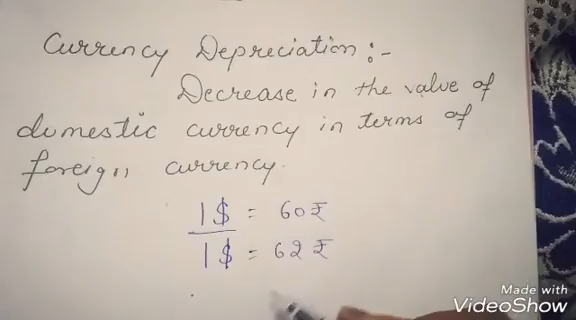 Currency Depreciation :-
Decrease in the value of
domestic currency in terms of
foreign currency.
1$ = 60₹
1$ = 62₹
Made with
VideoShow